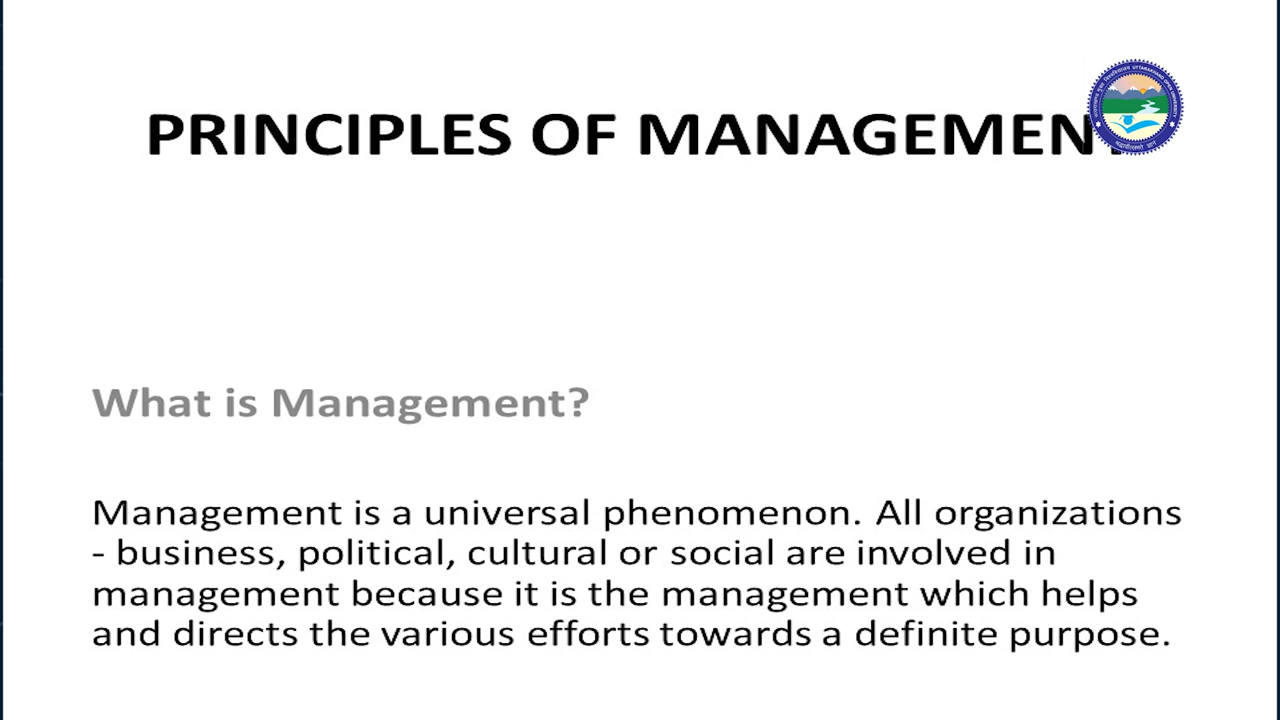 PRINCIPLES OF MANAGEMENT
What is Management?
Management is a universal phenomenon. All organizations
- business, political, cultural or social are involved in
management because it is the management which helps
and directs the various efforts towards a definite purpose.